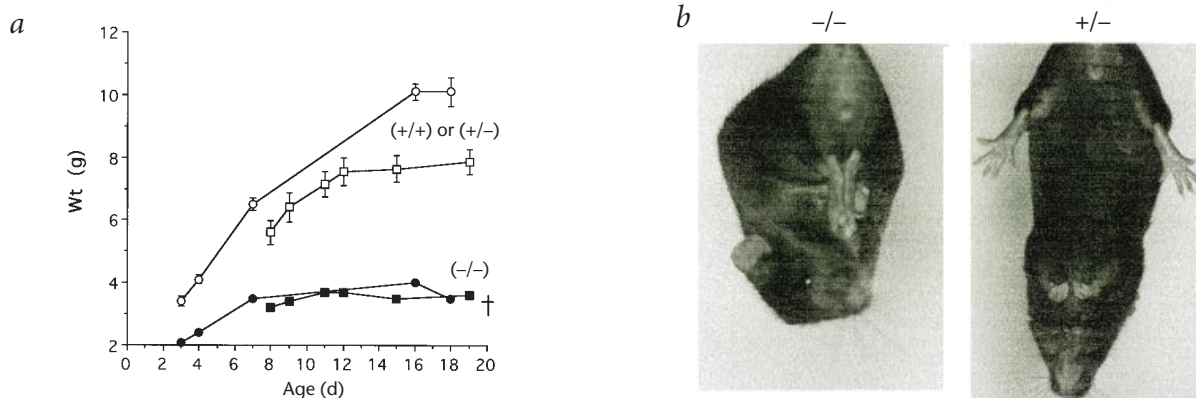 a
12
10
8
6
4
2
Wt (g)
(+/+) or (+/–)
(–/–)
†
0 2 4 6 8 10 12 14 16 18 20
Age (d)
b
–/–
+/–